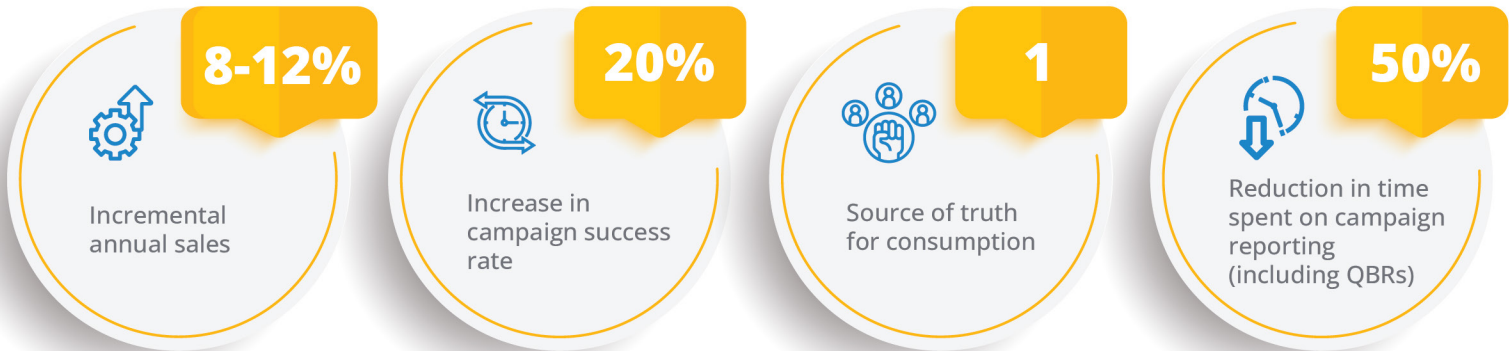 8-12%
Incremental
annual sales
20%
Increase in
campaign success
rate
1
Source of truth
for consumption
50%
Reduction in time
spent on campaign
reporting
(including QBRs)